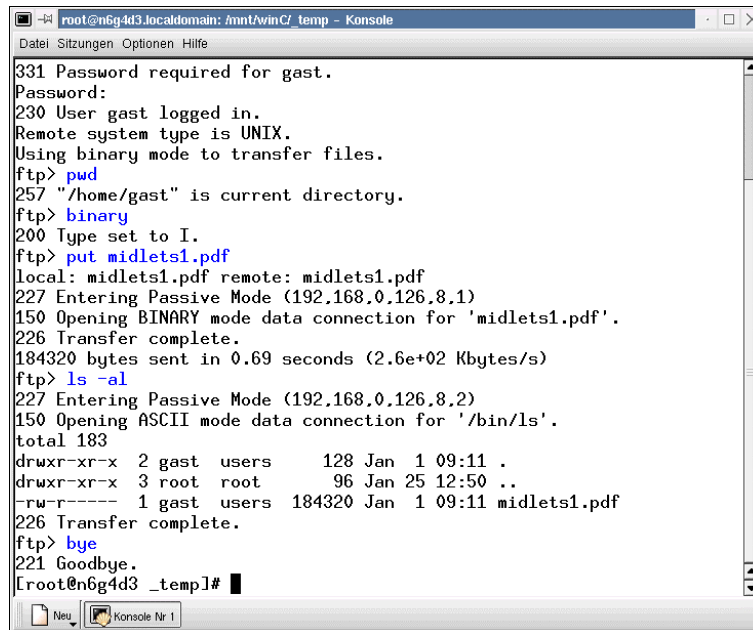 root@n6g4d3.localdomain: /mnt/winC/_temp - Konsole
Datei Sitzungen Optionen Hilfe
331 Password required for gast.
Password:
230 User gast logged in.
Remote system type is UNIX.
Using binary mode to transfer files.
ftp> pwd
257 "/home/gast" is current directory.
ftp> binary
200 Type set to I.
ftp> put midlets1.pdf
local: midlets1.pdf remote: midlets1.pdf
227 Entering Passive Mode (192,168,0,126,8,1)
150 Opening BINARY mode data connection for 'midlets1.pdf'.
226 Transfer complete.
184320 bytes sent in 0.69 seconds (2.6e+02 Kbytes/s)
ftp> ls -al
227 Entering Passive Mode (192,168,0,126,8,2)
150 Opening ASCII mode data connection for '/bin/ls'.
total 183
drwxr-xr-x  2 gast  users     128 Jan  1 09:11 .
drwxr-xr-x  3 root  root       96 Jan 25 12:50 ..
-rw-r-----  1 gast  users  184320 Jan  1 09:11 midlets1.pdf
226 Transfer complete.
ftp> bye
221 Goodbye.
[root@n6g4d3 _temp]#
Neu Konsole Nr 1